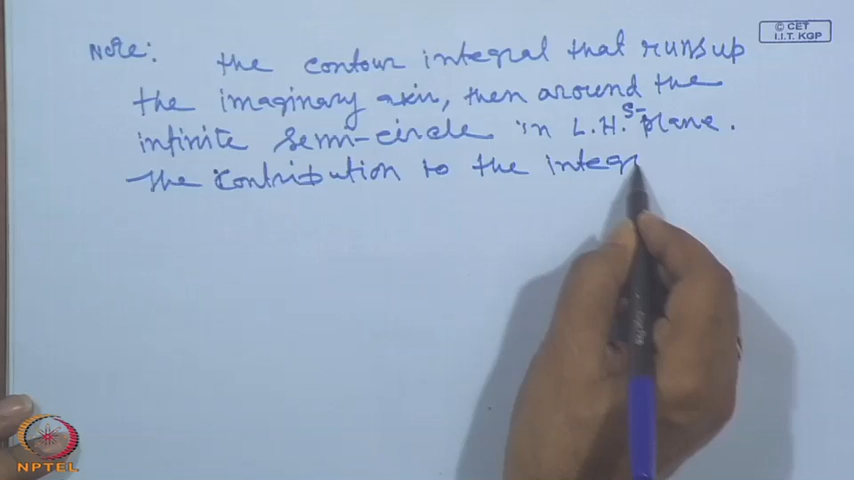 © CET
I.I.T. KGP
Note: the contour integral that runs up
the imaginary axis, then around the
infinite semi-circle in L.H. S-plane.
The contribution to the integr
NPTEL